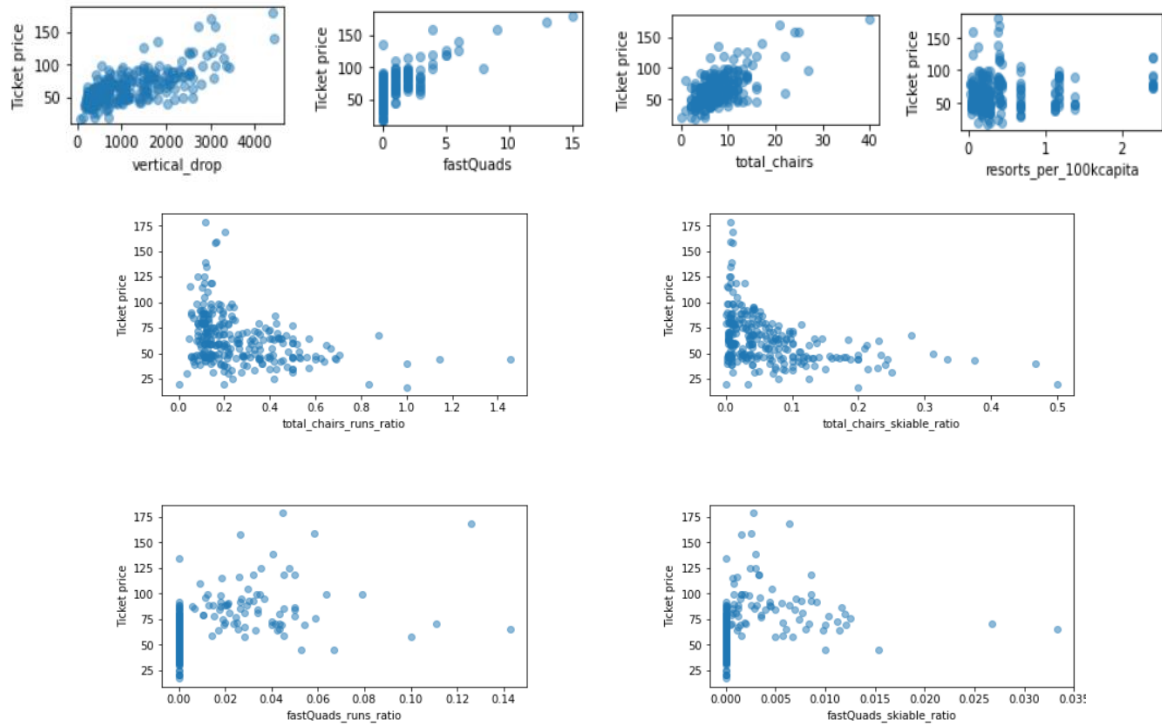 Ticket price
150
100
50
0 1000 2000 3000 4000
vertical_drop
Ticket price
150
100
50
0 5 10 15
fastQuads
Ticket price
150
100
50
0 10 20 30 40
total_chairs
Ticket price
150
100
50
0 1 2
resorts_per_100kcapita
Ticket price
175
150
125
100
75
50
25
0.0 0.2 0.4 0.6 0.8 1.0 1.2 1.4
total_chairs_runs_ratio
Ticket price
175
150
125
100
75
50
25
0.0 0.1 0.2 0.3 0.4 0.5
total_chairs_skiable_ratio
Ticket price
175
150
125
100
75
50
25
0.00 0.02 0.04 0.06 0.08 0.10 0.12 0.14
fastQuads_runs_ratio
Ticket price
175
150
125
100
75
50
25
0.000 0.005 0.010 0.015 0.020 0.025 0.030 0.035
fastQuads_skiable_ratio